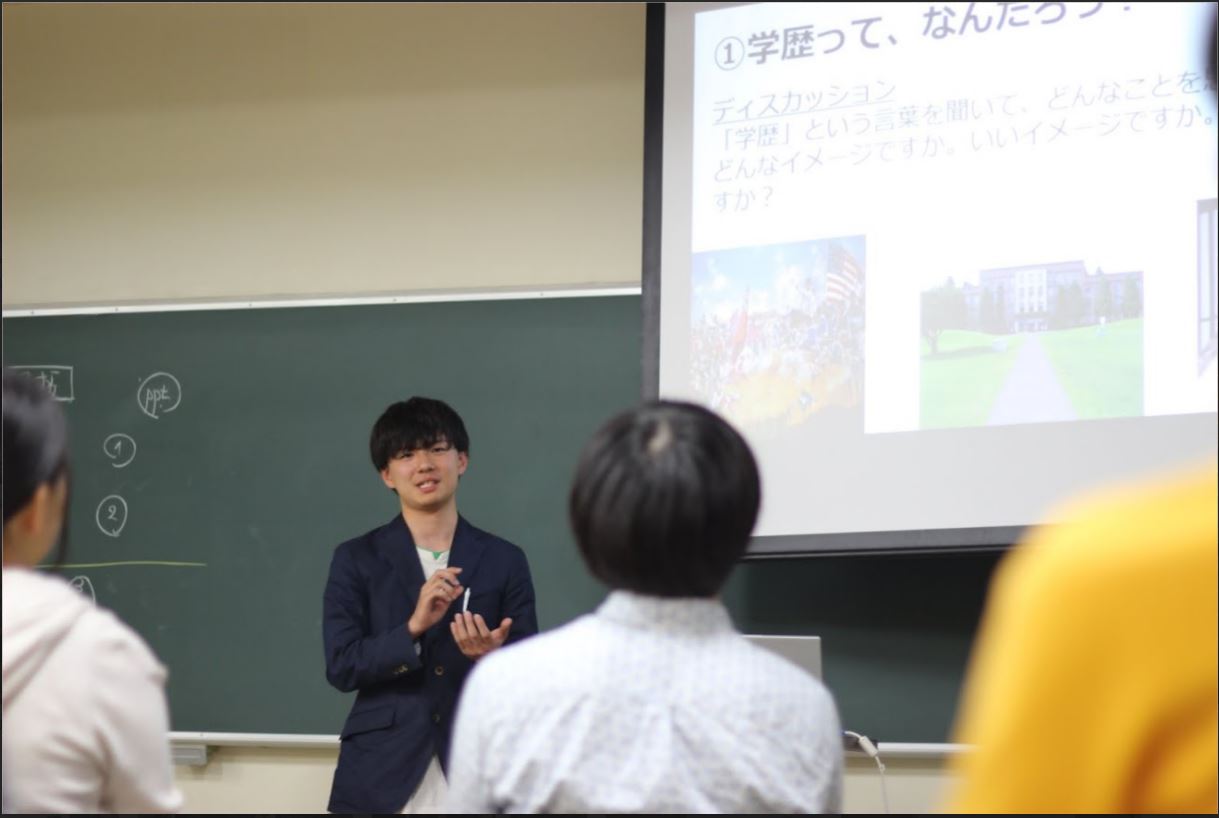 ①学歴って、なんだろう?
ディスカッション
「学歴」という言葉を聞いて、どんなことを
どんなイメージですか。いいイメージですか。
すか?
ppt
1
2
3